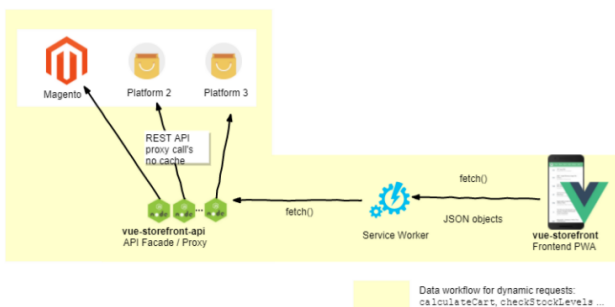 Magento
Platform 2
Platform 3
REST API
proxy call's
no cache
...
vue-storefront-api
API Facade / Proxy
fetch()
Service Worker
fetch()
JSON objects
vue-storefront
Frontend PWA
Data workflow for dynamic requests:
calculateCart, checkStockLevels ...